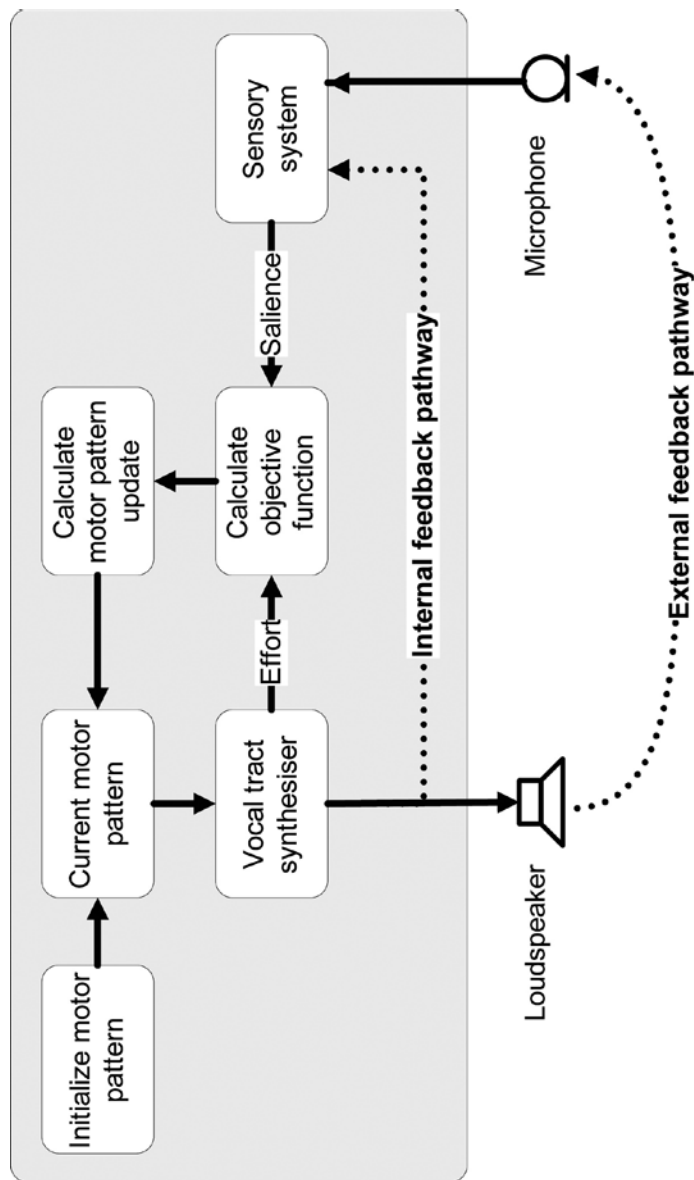 Initialize motor
pattern
Current motor
pattern
Calculate
motor pattern
update
Vocal tract
synthesiser
Effort
Calculate
objective
function
Salience
Sensory
system
Internal feedback pathway
Loudspeaker
Microphone
External feedback pathway